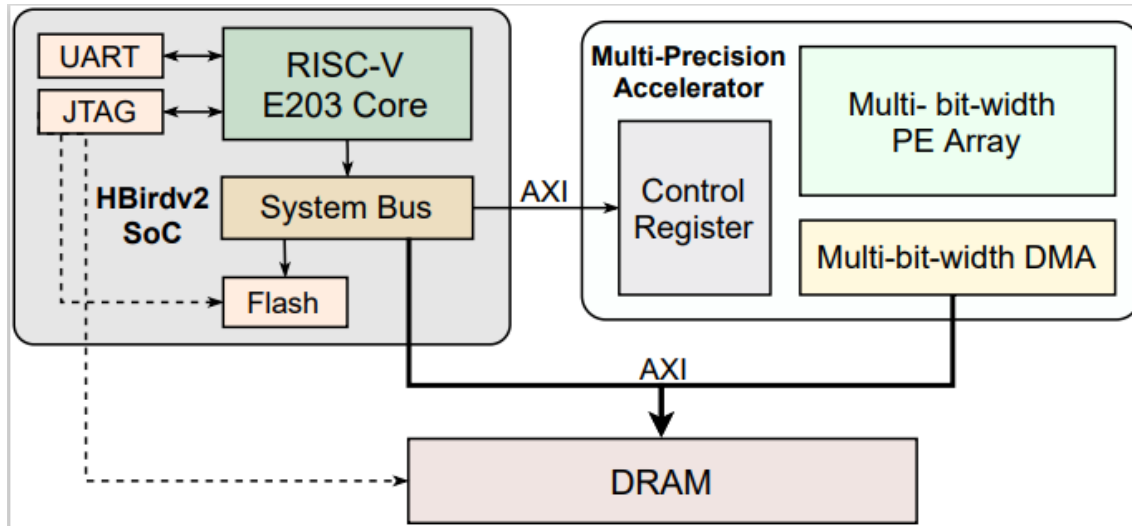 UART
JTAG
RISC-V
E203 Core
HBirdv2
SoC
System Bus
Flash
AXI
Multi-Precision
Accelerator
Control
Register
Multi- bit-width
PE Array
Multi-bit-width DMA
AXI
DRAM